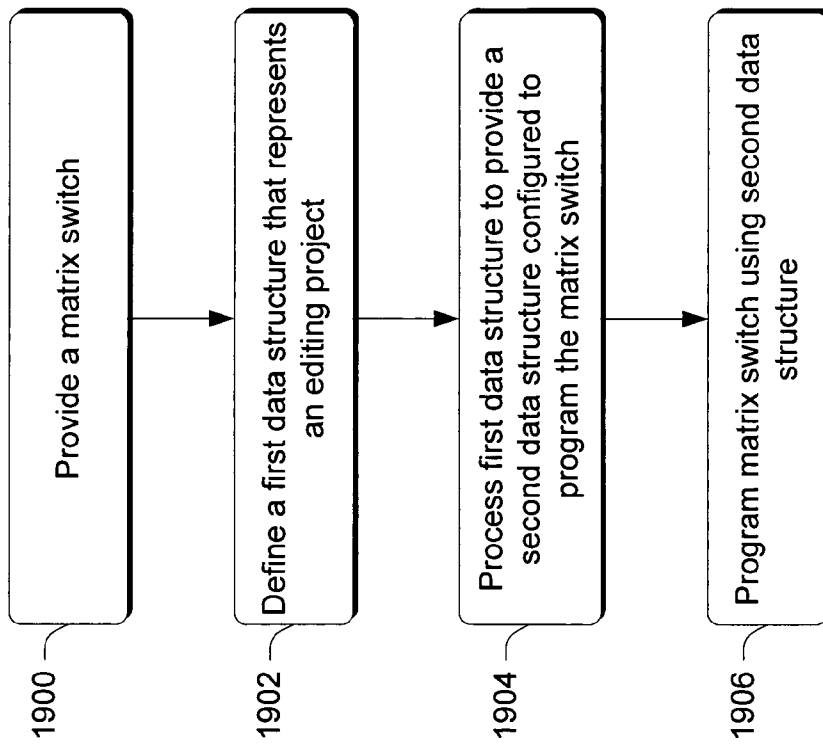 1900
Provide a matrix switch
1902
Define a first data structure that represents
an editing project
1904
Process first data structure to provide a
second data structure configured to
program the matrix switch
1906
Program matrix switch using second data
structure